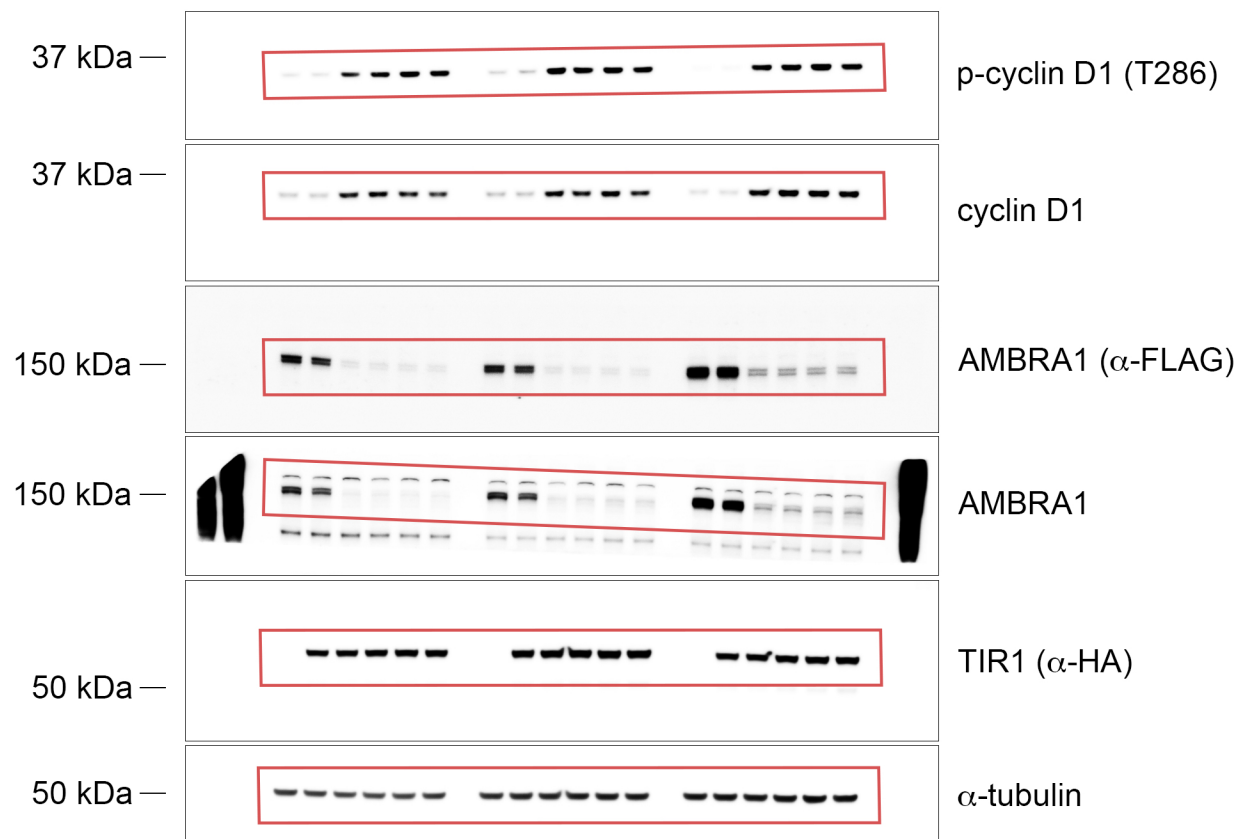 37 kDa
p-cyclin D1 (T286)
37 kDa
cyclin D1
150 kDa
AMBRA1 (α-FLAG)
150 kDa
AMBRA1
TIR1 (α-HA)
50 kDa
50 kDa
α-tubulin